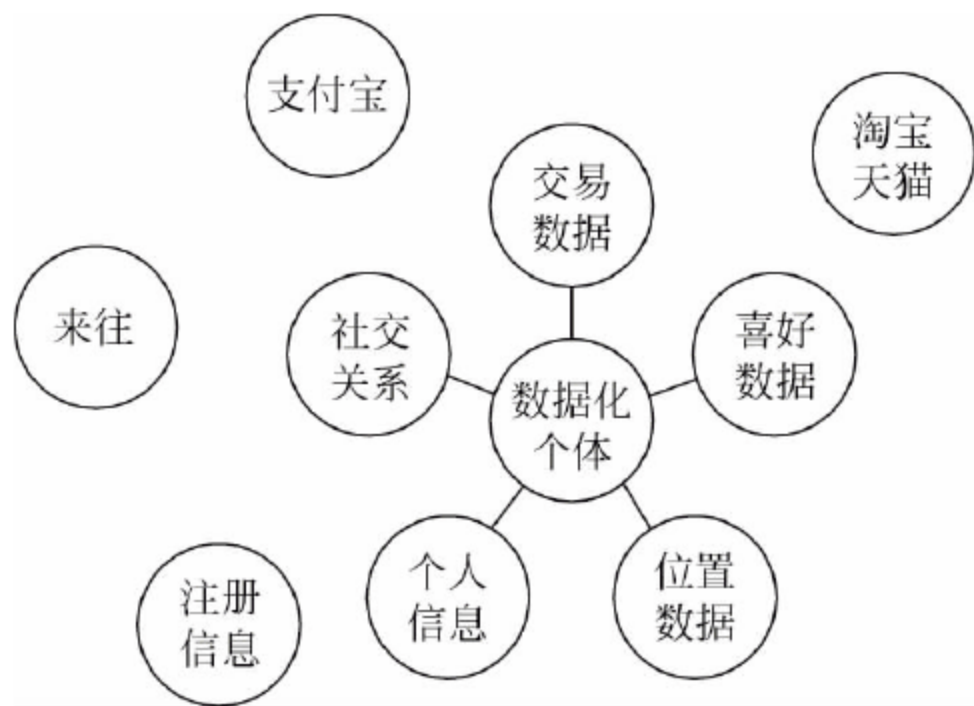 支付宝
淘宝
天猫
交易
数据
来往
社交
关系
喜好
数据
数据化
个体
注册
信息
个人
信息
位置
数据